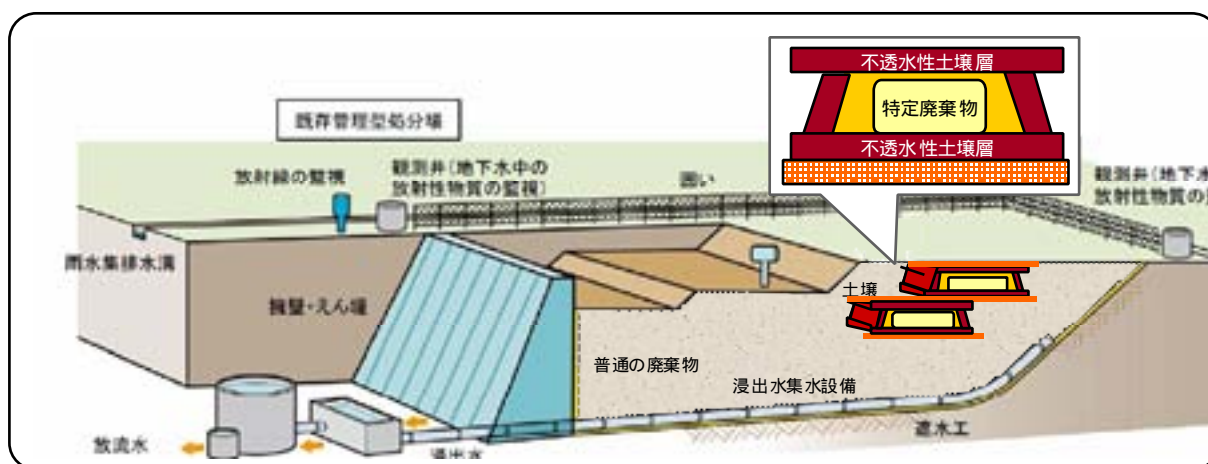 不透水性土壌層
特定廃棄物
不透水性土壌層
既存管理型処分場
放射線の監視
観測井(地下水中の
放射性物質の監視)
囲い
観測井(地下水
放射性物質の
雨水集排水溝
擁壁・えん堤
土壌
普通の廃棄物
浸出水集水設備
遮水工
放流水
浸出水